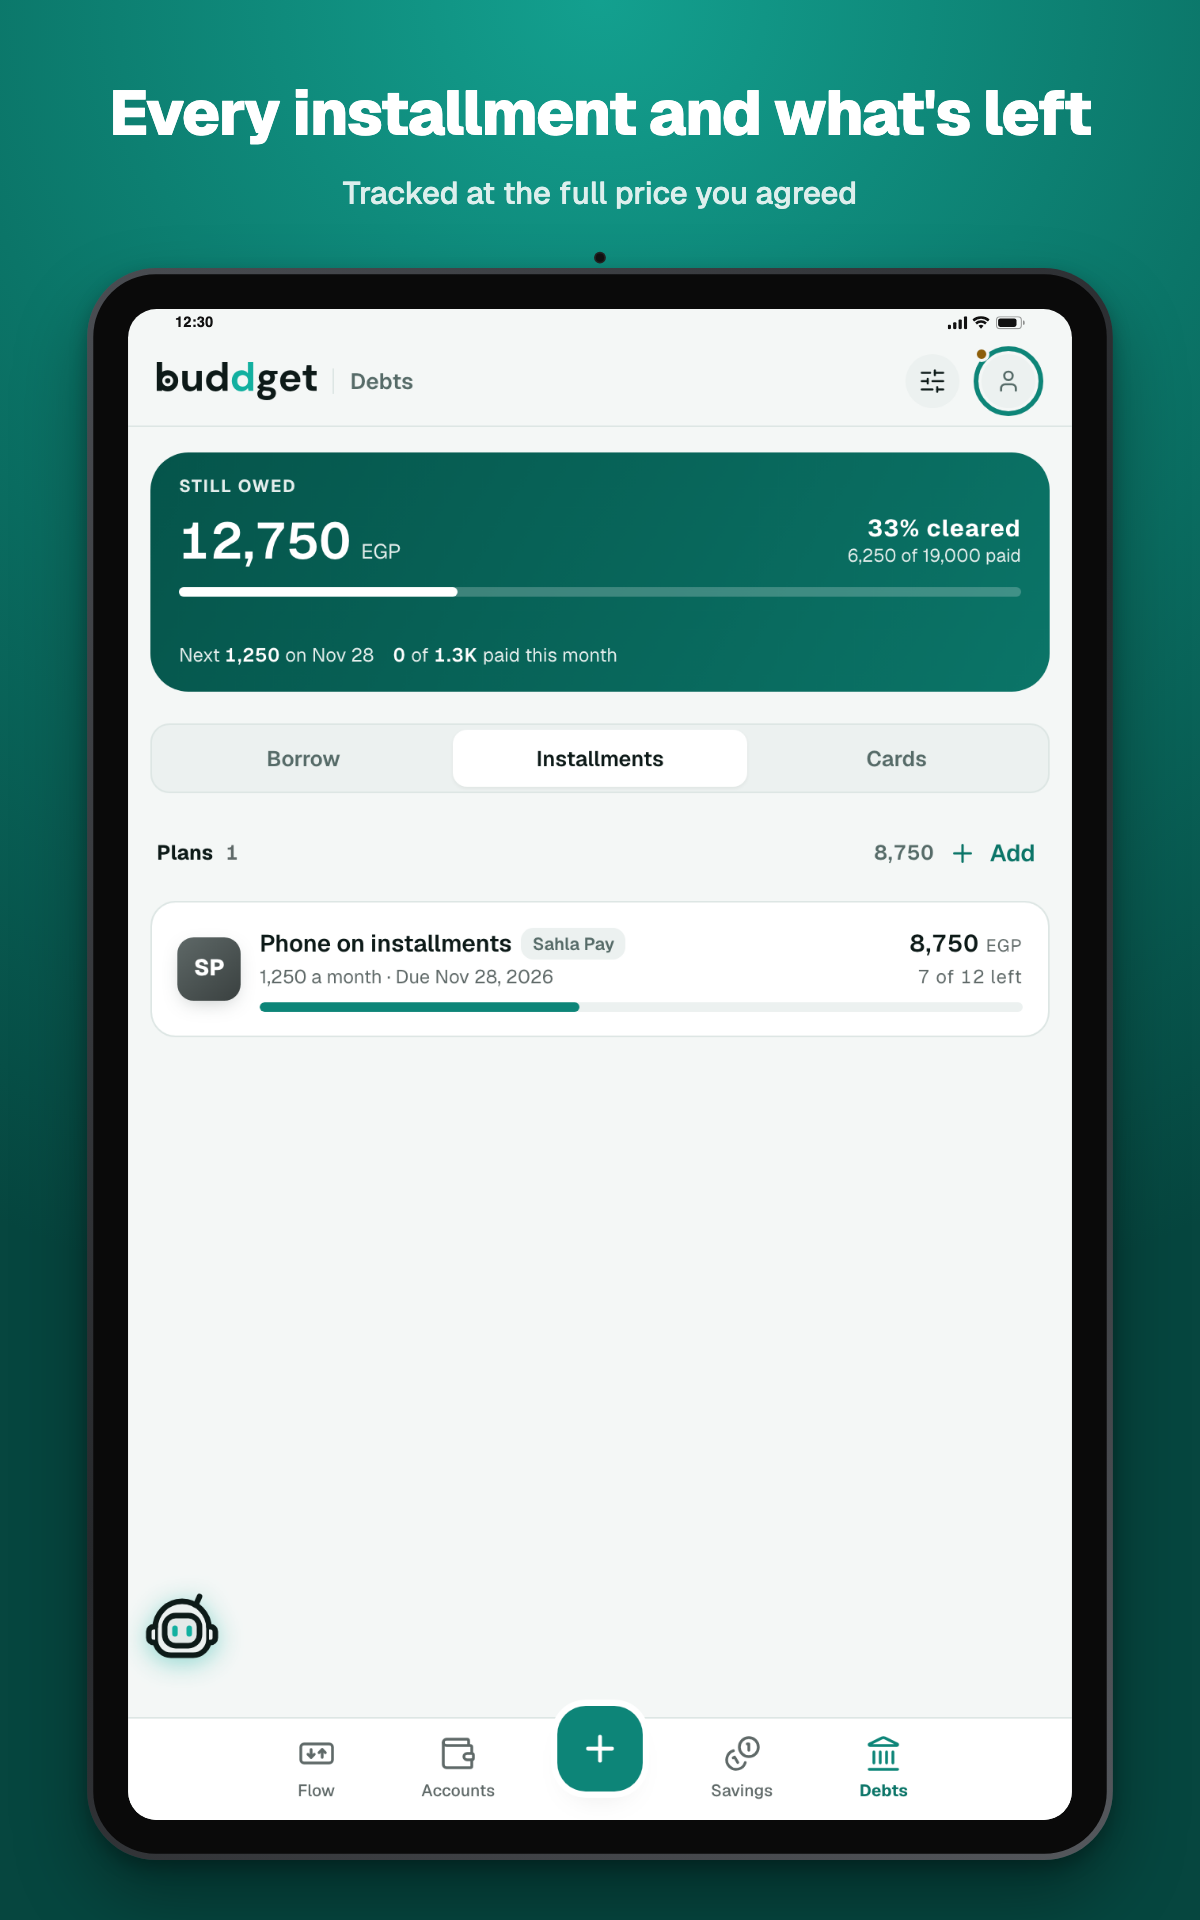 Every installment and what's left
Tracked at the full price you agreed
12:30
buddget Debts
STILL OWED
12,750 EGP
33% cleared
6,250 of 19,000 paid
Next 1,250 on Nov 28 0 of 1.3K paid this month
Borrow Installments Cards
Plans 1 8,750 + Add
SP
Phone on installments Sahla Pay 8,750 EGP
1,250 a month · Due Nov 28, 2026 7 of 12 left
Flow Accounts + Savings Debts